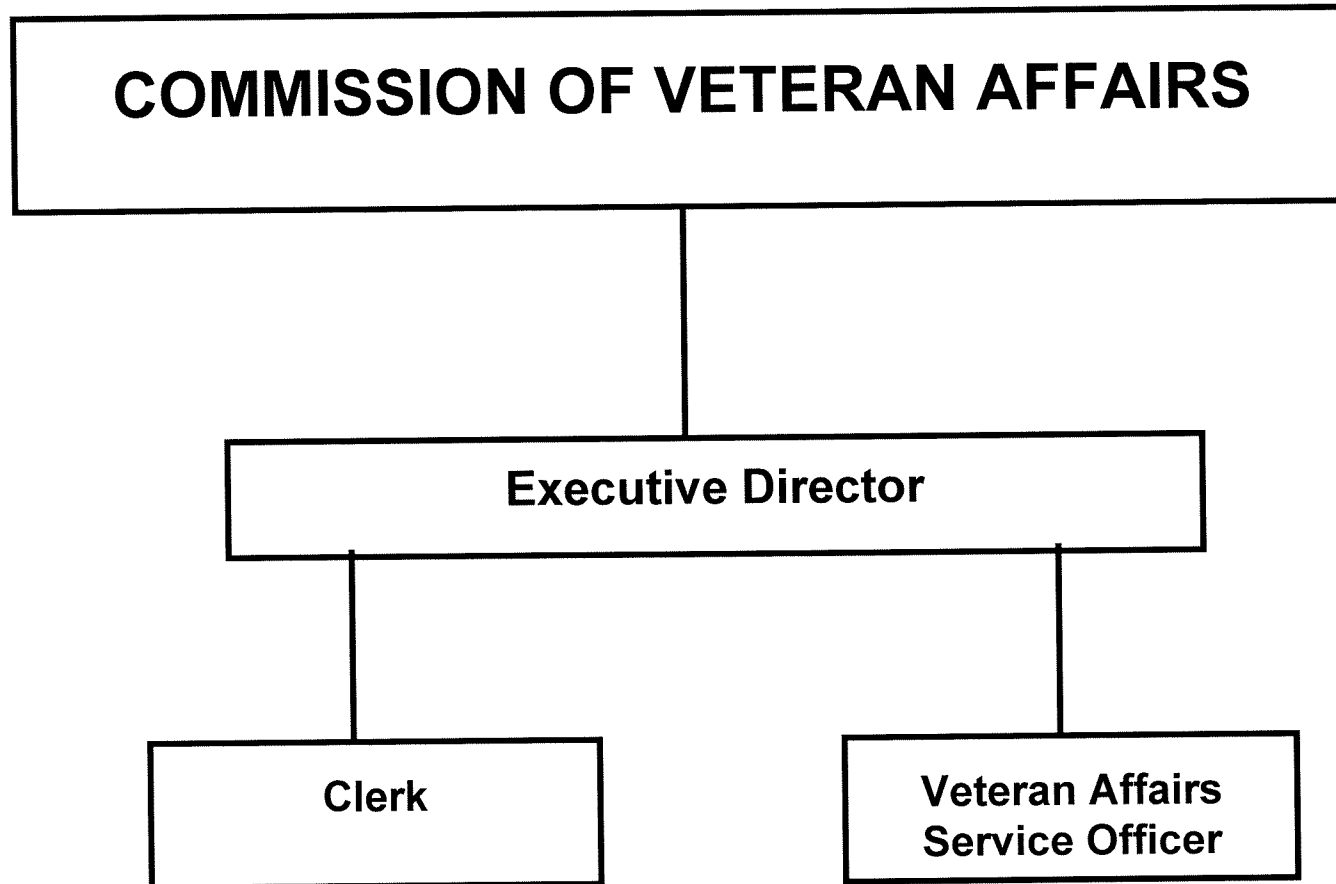 COMMISSION OF VETERAN AFFAIRS
Executive Director
Clerk
Veteran Affairs
Service Officer